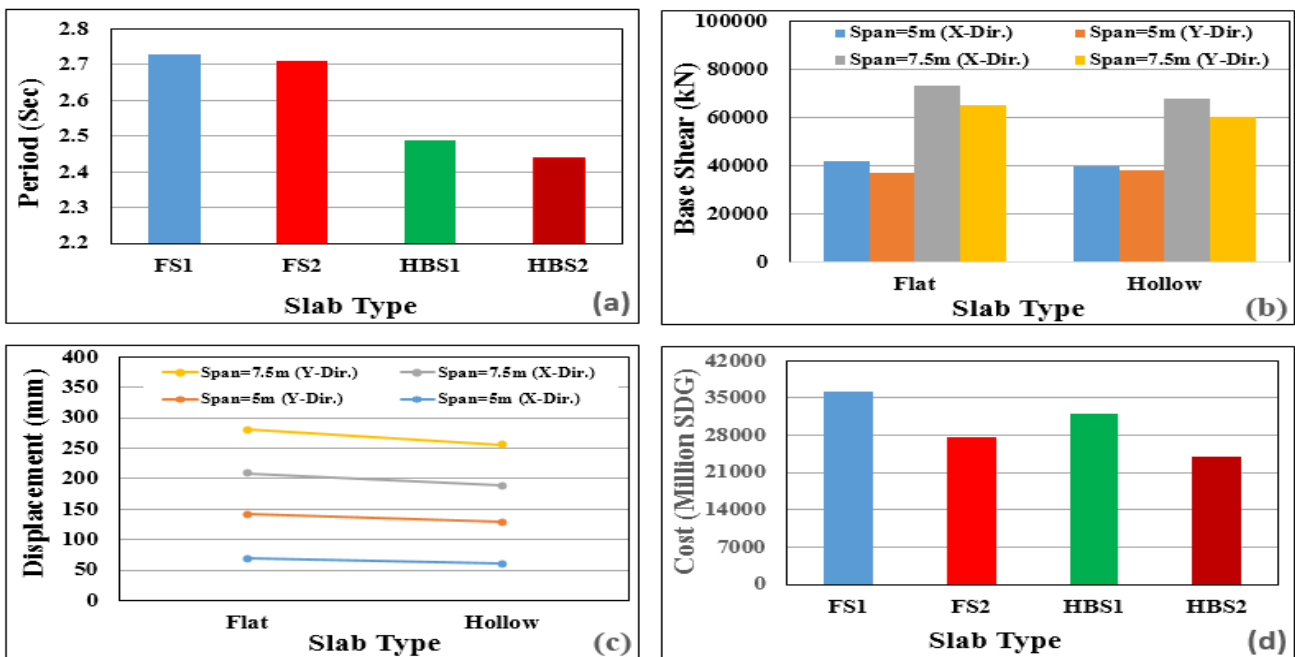 2.8
2.7
2.6
2.5
2.4
2.3
2.2
Period (Sec)
FS1 FS2 HBS1 HBS2
Slab Type
(a)
100000
80000
60000
40000
20000
0
Base Shear (kN)
Span=5m (X-Dir.) Span=5m (Y-Dir.)
Span=7.5m (X-Dir.) Span=7.5m (Y-Dir.)
Flat Hollow
Slab Type
(b)
400
350
300
250
200
150
100
50
0
Displacement (mm)
Span=7.5m (Y-Dir.) Span=7.5m (X-Dir.)
Span=5m (Y-Dir.) Span=5m (X-Dir.)
Flat Hollow
Slab Type
(c)
42000
35000
28000
21000
14000
7000
0
Cost (Million SDG)
FS1 FS2 HBS1 HBS2
Slab Type
(d)